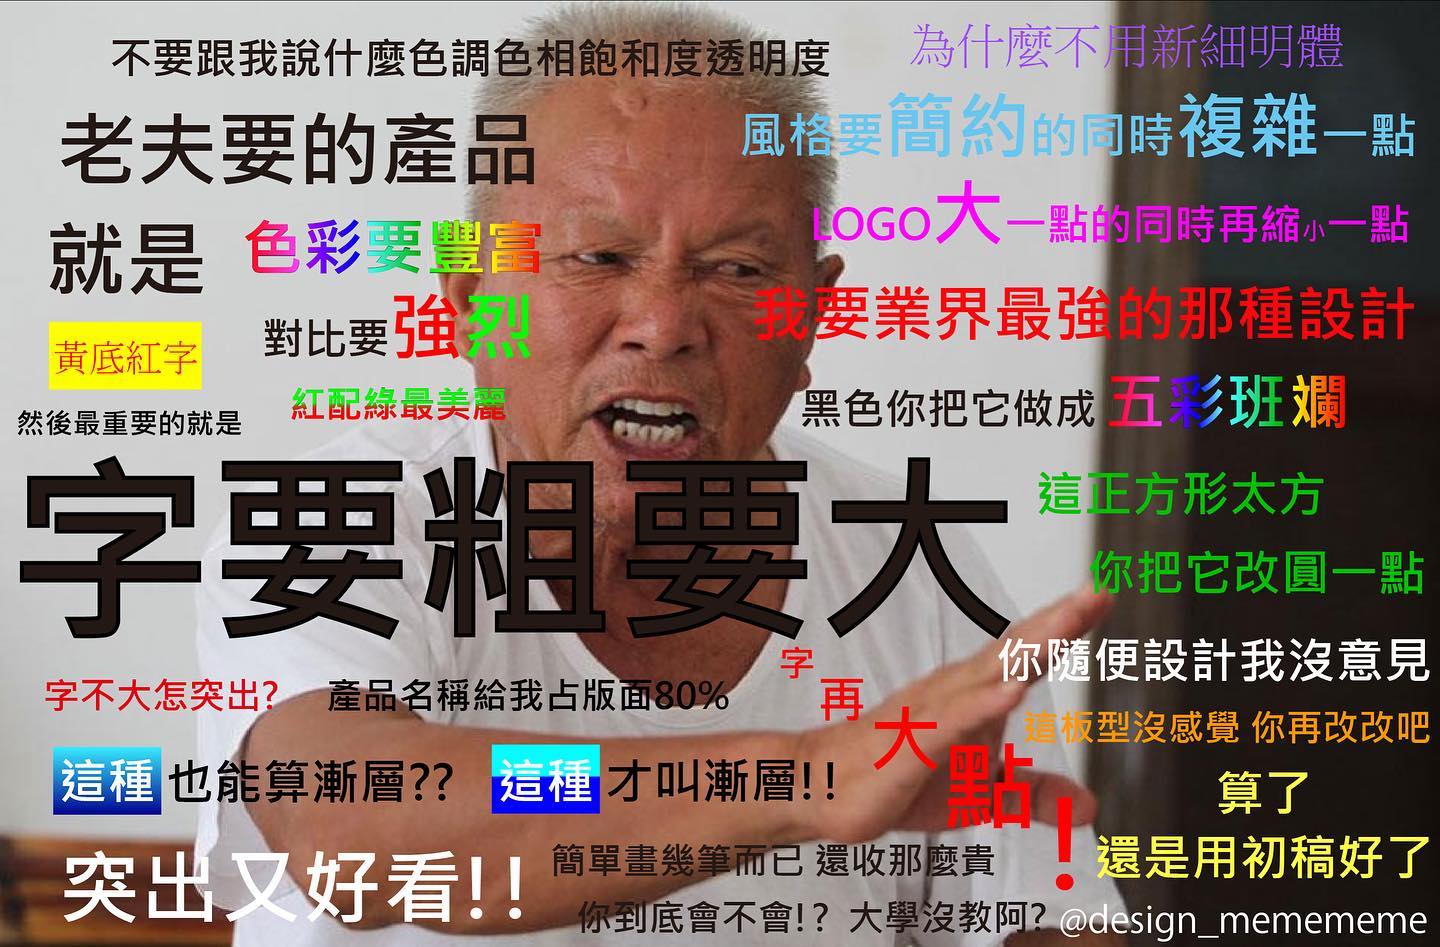 不要跟我說什麼色調色相飽和度透明度
老夫要的產品
就是 色彩要豐富
對比要強烈
黃底紅字
紅配綠最美麗
然後最重要的就是
字要粗要大
字不大怎突出? 產品名稱給我占版面80%
字再大點!
這種也能算漸層?? 這種才叫漸層!!
突出又好看!!
為什麼不用新細明體
風格要簡約的同時複雜一點
LOGO大一點的同時再縮小一點
我要業界最強的那種設計
黑色你把它做成五彩班斕
這正方形太方
你把它改圓一點
你隨便設計我沒意見
這板型沒感覺 你再改改吧
算了
還是用初稿好了
簡單畫幾筆而已 還收那麼貴
你到底會不會!? 大學沒教阿?
@design_memememe